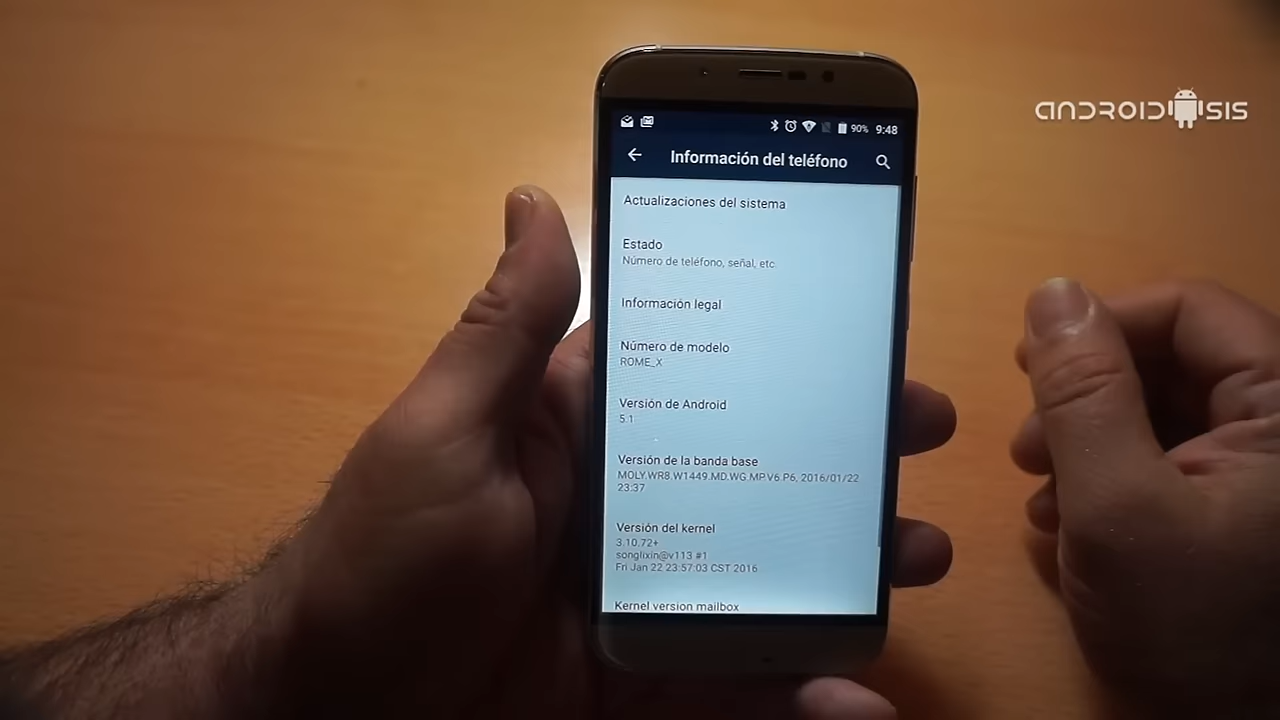 ANDROIDSIS
90% 9:48
Información del teléfono
Actualizaciones del sistema
Estado
Número de teléfono, señal, etc.
Información legal
Número de modelo
ROME_X
Versión de Android
5.1
Versión de la banda base
MOLY.WR8.W1449.MD.WG.MP.V6.P6, 2016/01/22
23:37
Versión del kernel
3.10.72+
songlixin@v113 #1
Fri Jan 22 23:57:03 CST 2016
Kernel version mailbox